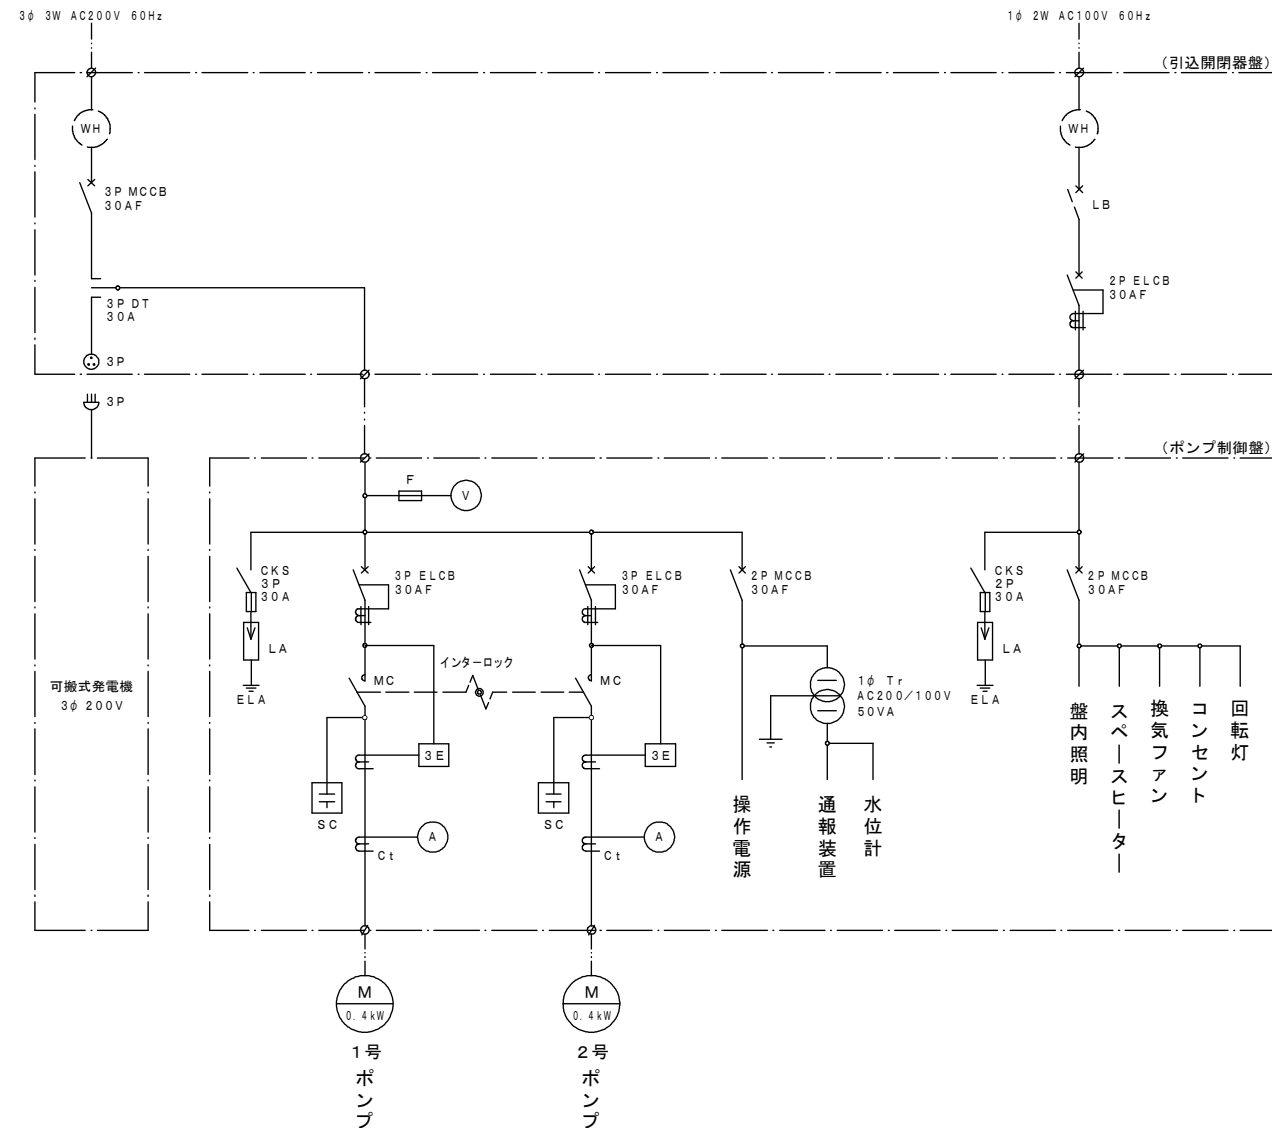 3φ 3W AC200V 60Hz
1φ 2W AC100V 60Hz
(引込開閉器盤)
WH
WH
3P MCCB
30AF
LB
2P ELCB
30AF
3P DT
30A
3P
3P
(ポンプ制御盤)
F
V
CKS
3P
30A
3P ELCB
30AF
3P ELCB
30AF
2P MCCB
30AF
CKS
2P
30A
2P MCCB
30AF
LA
LA
ELA
ELA
インターロック
MC
MC
可搬式発電機
3φ 200V
1φ Tr
AC200/100V
50VA
3E
3E
SC
SC
A
A
Ct
Ct
操作電源
通報装置
水位計
盤内照明
スペースヒーター
換気ファン
コンセント
回転灯
M
0.4kW
M
0.4kW
1号
ポンプ
2号
ポンプ